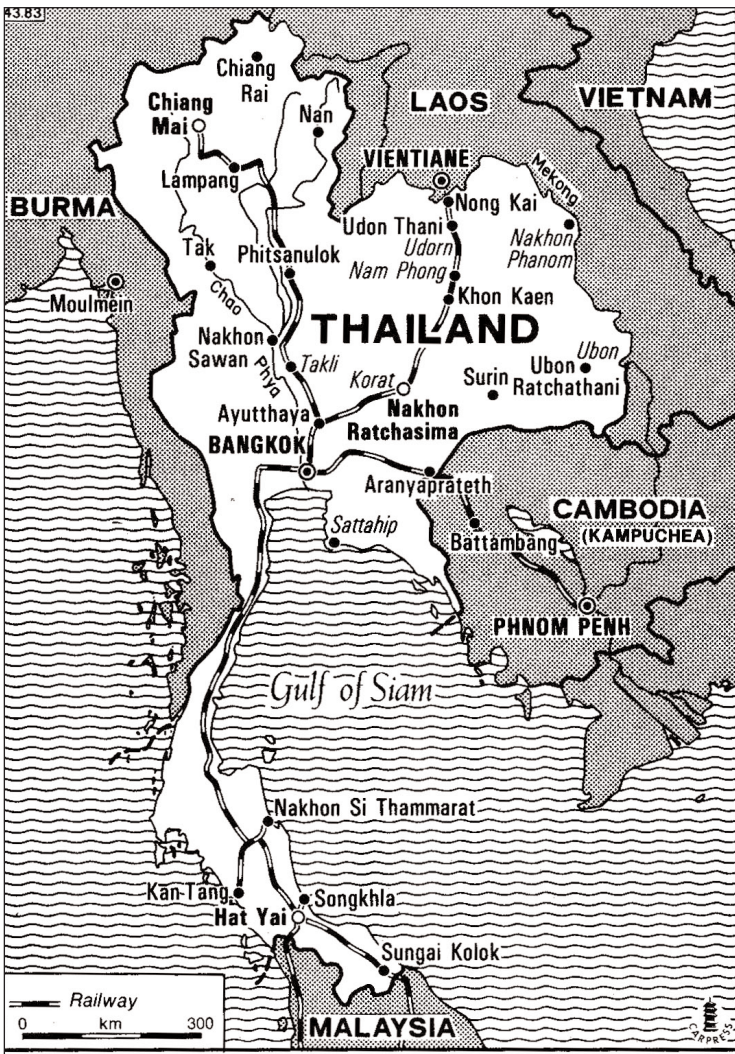 43.83
Chiang
Rai
Chiang
Mai
Nan
LAOS
VIETNAM
VIENTIANE
Lampang
Mekong
BURMA
Nong Kai
Udon Thani
Udorn
Nakhon
Phanom
Tak
Phitsanulok
Nam Phong
Moulmein
Chao
Khon Kaen
THAILAND
Nakhon
Sawan
Phya
Takli
Korat
Surin
Ubon
Ubon
Ratchathani
Ayutthaya
Nakhon
Ratchasima
BANGKOK
Aranyaprateth
CAMBODIA
(KAMPUCHEA)
Sattahip
Battambang
PHNOM PENH
Gulf of Siam
Nakhon Si Thammarat
Kan Tang
Songkhla
Hat Yai
Sungai Kolok
Railway
0 km 300
MALAYSIA
CARPRESS